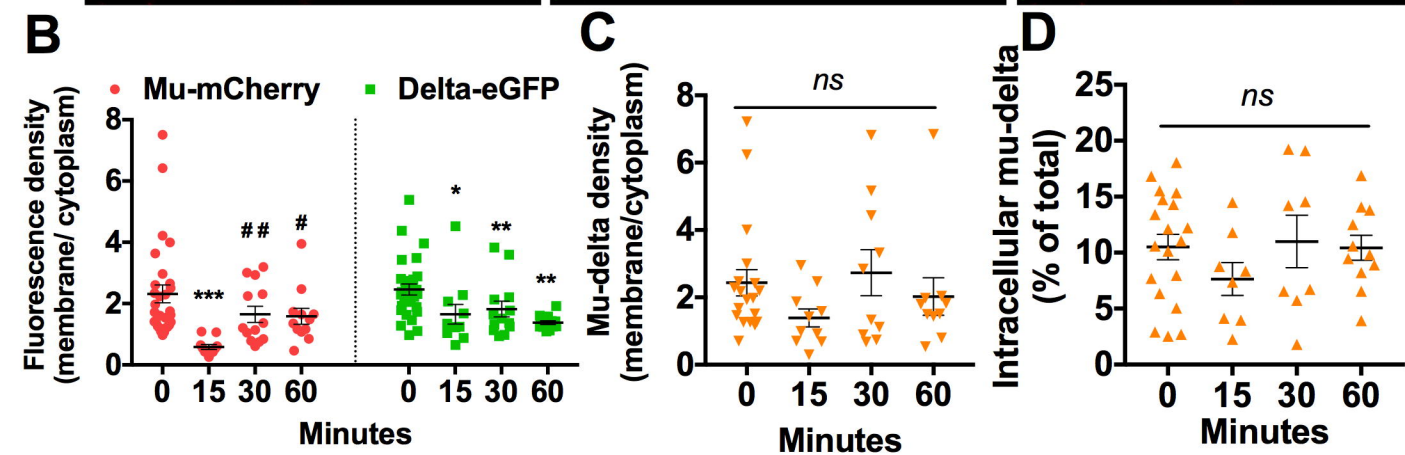 B
Mu-mCherry
Delta-eGFP
Fluorescence density
(membrane/ cytoplasm)
8
6
4
2
0
***
##
#
*
**
**
0 15 30 60 0 15 30 60
Minutes
C
Mu-delta density
(membrane/cytoplasm)
8
6
4
2
0
ns
0 15 30 60
Minutes
D
Intracellular mu-delta
(% of total)
25
20
15
10
5
0
ns
0 15 30 60
Minutes